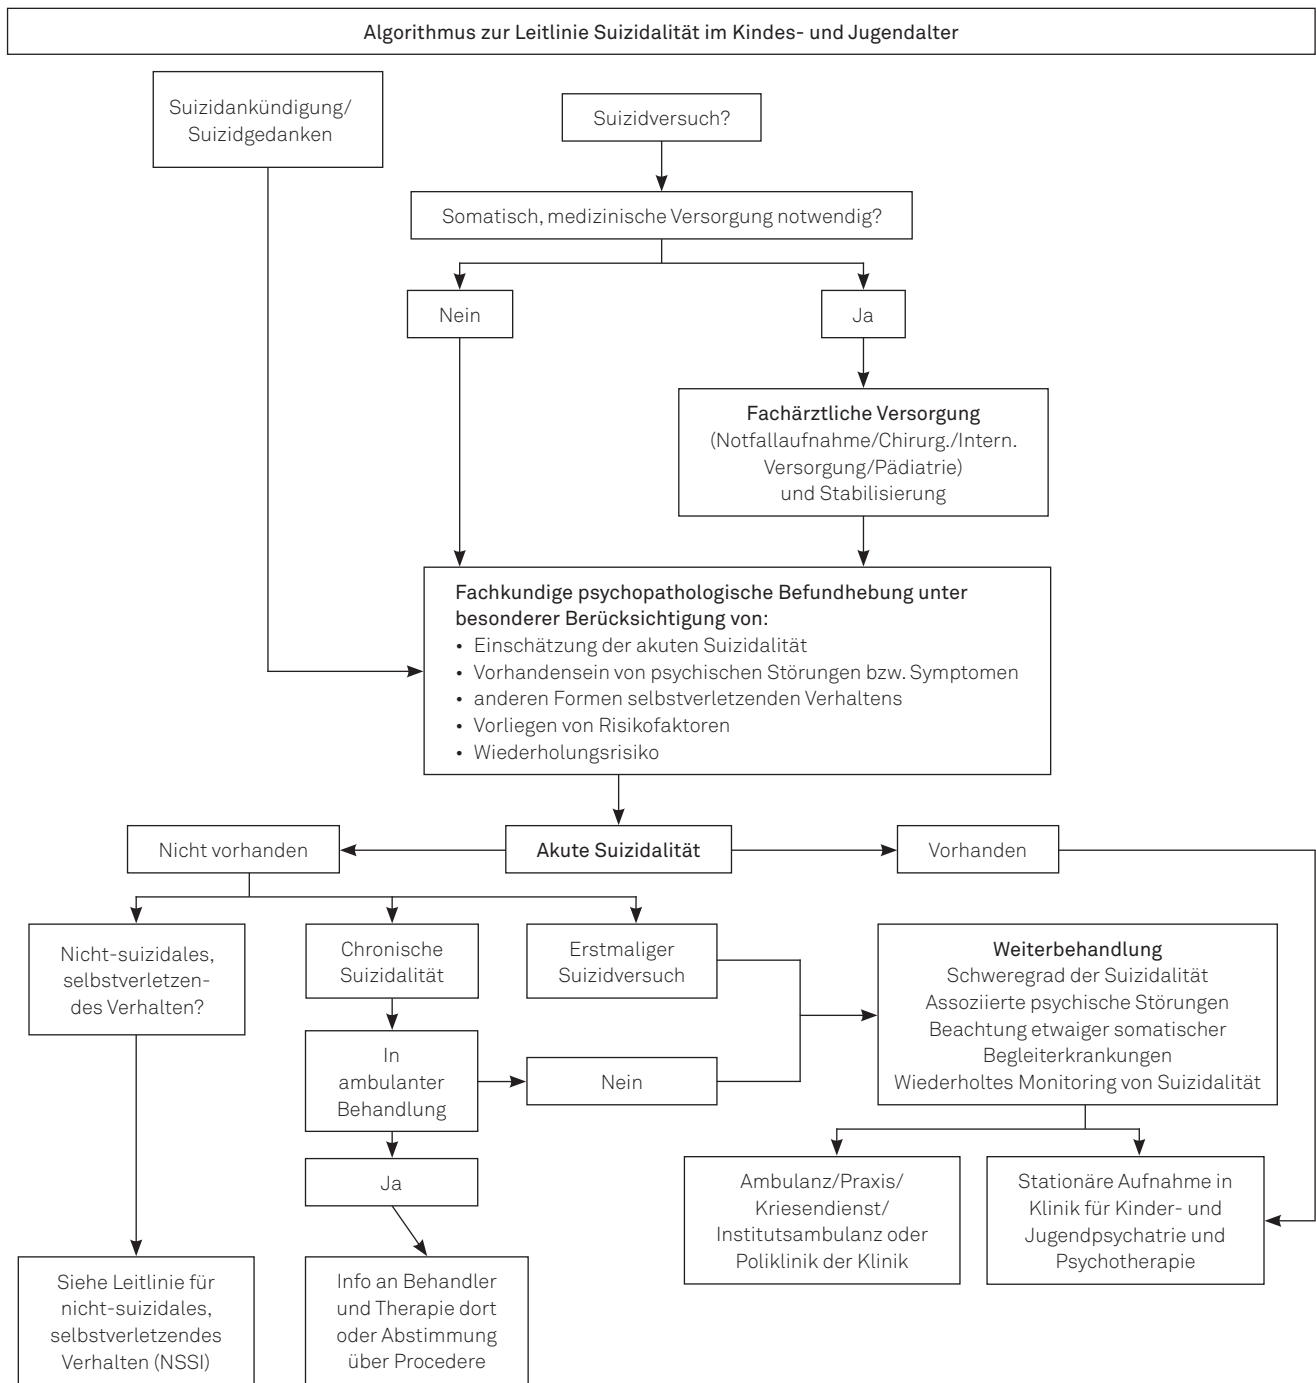 Algorithmus zur Leitlinie Suizidalität im Kindes- und Jugendalter
Suizidankündigung/
Suizidgedanken
Suizidversuch?
Somatisch, medizinische Versorgung notwendig?
Nein
Ja
Fachärztliche Versorgung
(Notfallaufnahme/Chirurg./Intern.
Versorgung/Pädiatrie)
und Stabilisierung
Fachkundige psychopathologische Befundhebung unter
besonderer Berücksichtigung von:
• Einschätzung der akuten Suizidalität
• Vorhandensein von psychischen Störungen bzw. Symptomen
• anderen Formen selbstverletzenden Verhaltens
• Vorliegen von Risikofaktoren
• Wiederholungsrisiko
Nicht vorhanden
Akute Suizidalität
Vorhanden
Nicht-suizidales,
selbstverletzen-
des Verhalten?
Chronische
Suizidalität
Erstmaliger
Suizidversuch
Weiterbehandlung
Schweregrad der Suizidalität
Assoziierte psychische Störungen
Beachtung etwaiger somatischer
Begleiterkrankungen
Wiederholtes Monitoring von Suizidalität
In
ambulanter
Behandlung
Nein
Ja
Ambulanz/Praxis/
Kriesendienst/
Institutsambulanz oder
Poliklinik der Klinik
Stationäre Aufnahme in
Klinik für Kinder- und
Jugendpsychatrie und
Psychotherapie
Siehe Leitlinie für
nicht-suizidales,
selbstverletzendes
Verhalten (NSSI)
Info an Behandler
und Therapie dort
oder Abstimmung
über Procedere